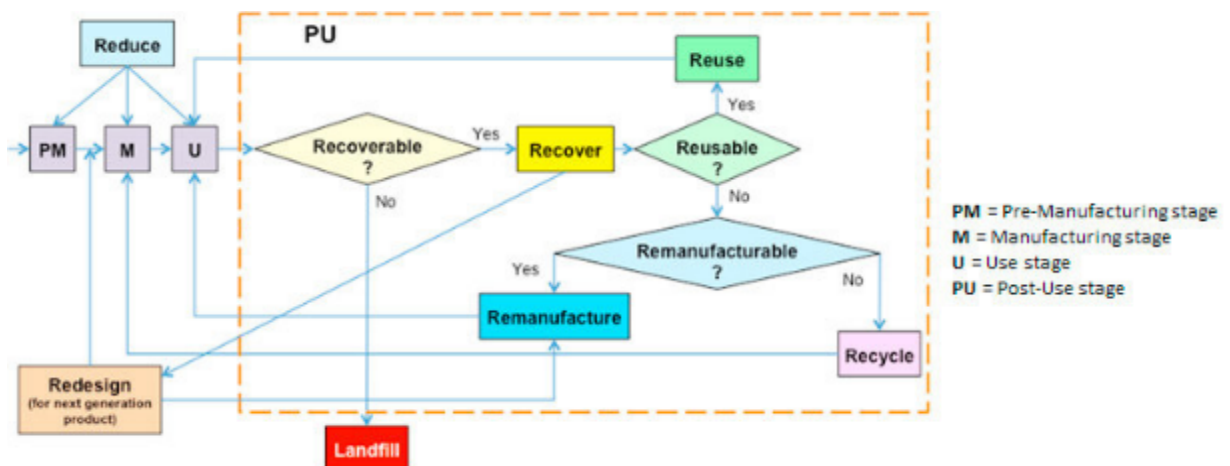 PU
Reduce
Reuse
Yes
PM
M
U
Recoverable
?
Yes
Recover
Reusable
?
No
No
PM = Pre-Manufacturing stage
M = Manufacturing stage
U = Use stage
PU = Post-Use stage
Remanufacturable
?
Yes
No
Remanufacture
Recycle
Redesign
(for next generation
product)
Landfill